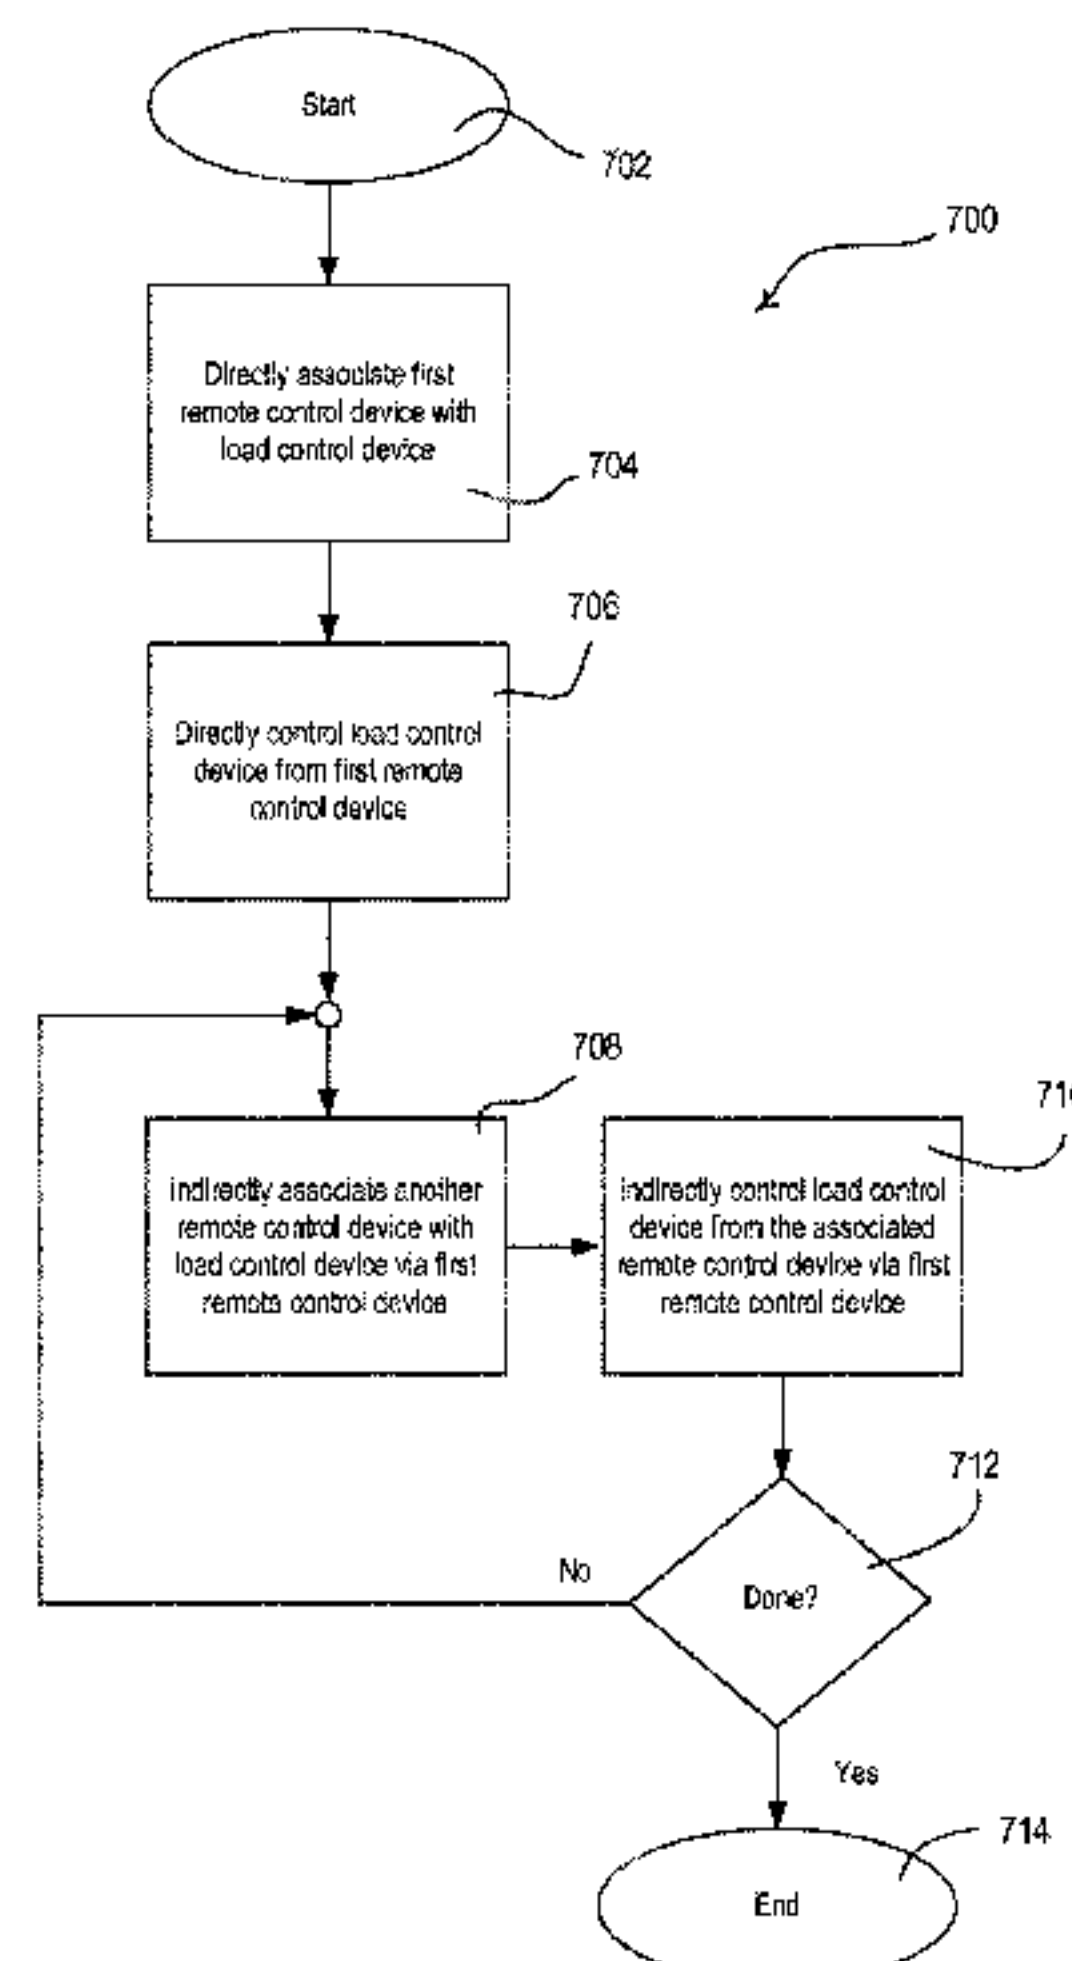 Start
702
700
Directly associate first
remote control device with
load control device
704
706
Directly control load control
device from first remote
control device
708
Indirectly associate another
remote control device with
load control device via first
remote control device
Indirectly control load control
device from the associated
remote control device via first
remote control device
712
No
Done?
Yes
714
End